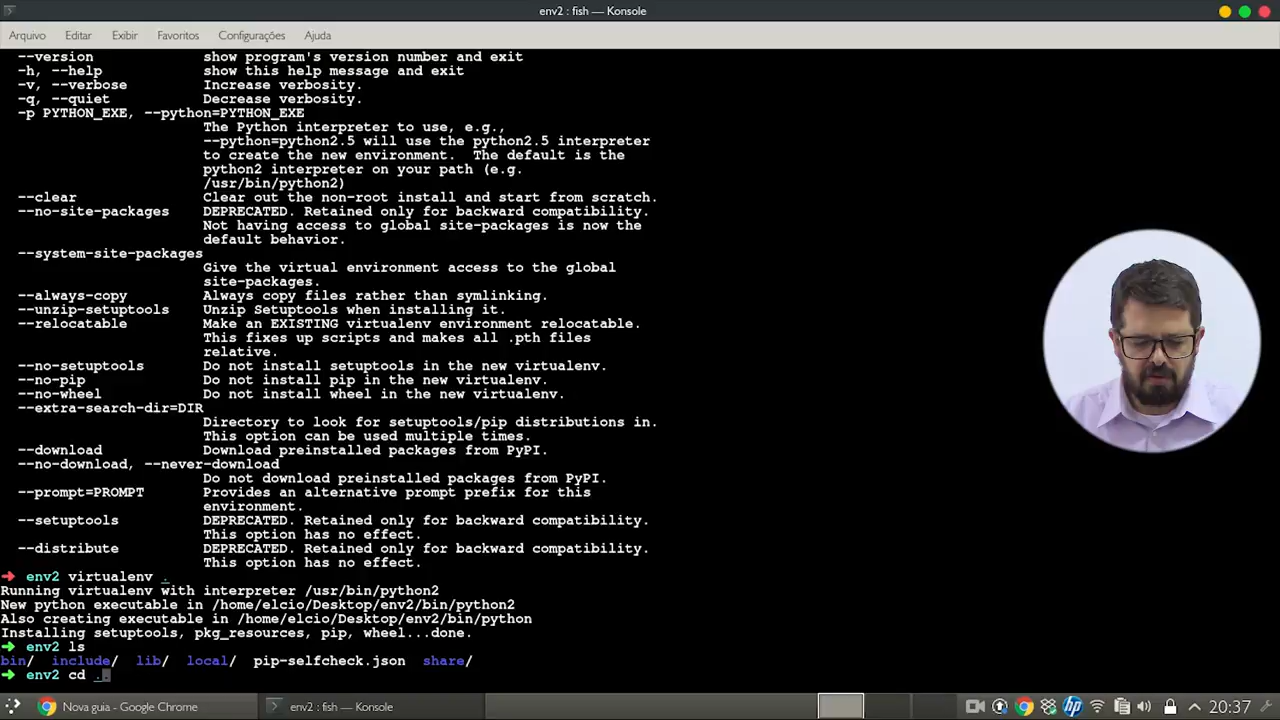 env2 : fish — Konsole
Arquivo Editar Exibir Favoritos Configurações Ajuda
--version show program's version number and exit
-h, --help show this help message and exit
-v, --verbose Increase verbosity.
-q, --quiet Decrease verbosity.
-p PYTHON_EXE, --python=PYTHON_EXE
The Python interpreter to use, e.g.,
--python=python2.5 will use the python2.5 interpreter
to create the new environment. The default is the
python2 interpreter on your path (e.g.
/usr/bin/python2)
--clear Clear out the non-root install and start from scratch.
--no-site-packages DEPRECATED. Retained only for backward compatibility.
Not having access to global site-packages is now the
default behavior.
--system-site-packages
Give the virtual environment access to the global
site-packages.
--always-copy Always copy files rather than symlinking.
--unzip-setuptools Unzip Setuptools when installing it.
--relocatable Make an EXISTING virtualenv environment relocatable.
This fixes up scripts and makes all .pth files
relative.
--no-setuptools Do not install setuptools in the new virtualenv.
--no-pip Do not install pip in the new virtualenv.
--no-wheel Do not install wheel in the new virtualenv.
--extra-search-dir=DIR
Directory to look for setuptools/pip distributions in.
This option can be used multiple times.
--download Download preinstalled packages from PyPI.
--no-download, --never-download
Do not download preinstalled packages from PyPI.
--prompt=PROMPT Provides an alternative prompt prefix for this
environment.
--setuptools DEPRECATED. Retained only for backward compatibility.
This option has no effect.
--distribute DEPRECATED. Retained only for backward compatibility.
This option has no effect.
➜ env2 virtualenv .
Running virtualenv with interpreter /usr/bin/python2
New python executable in /home/elcio/Desktop/env2/bin/python2
Also creating executable in /home/elcio/Desktop/env2/bin/python
Installing setuptools, pkg_resources, pip, wheel...done.
➜ env2 ls
bin/ include/ lib/ local/ pip-selfcheck.json share/
➜ env2 cd ..
Nova guia - Google Chrome env2 : fish — Konsole hp 20:37